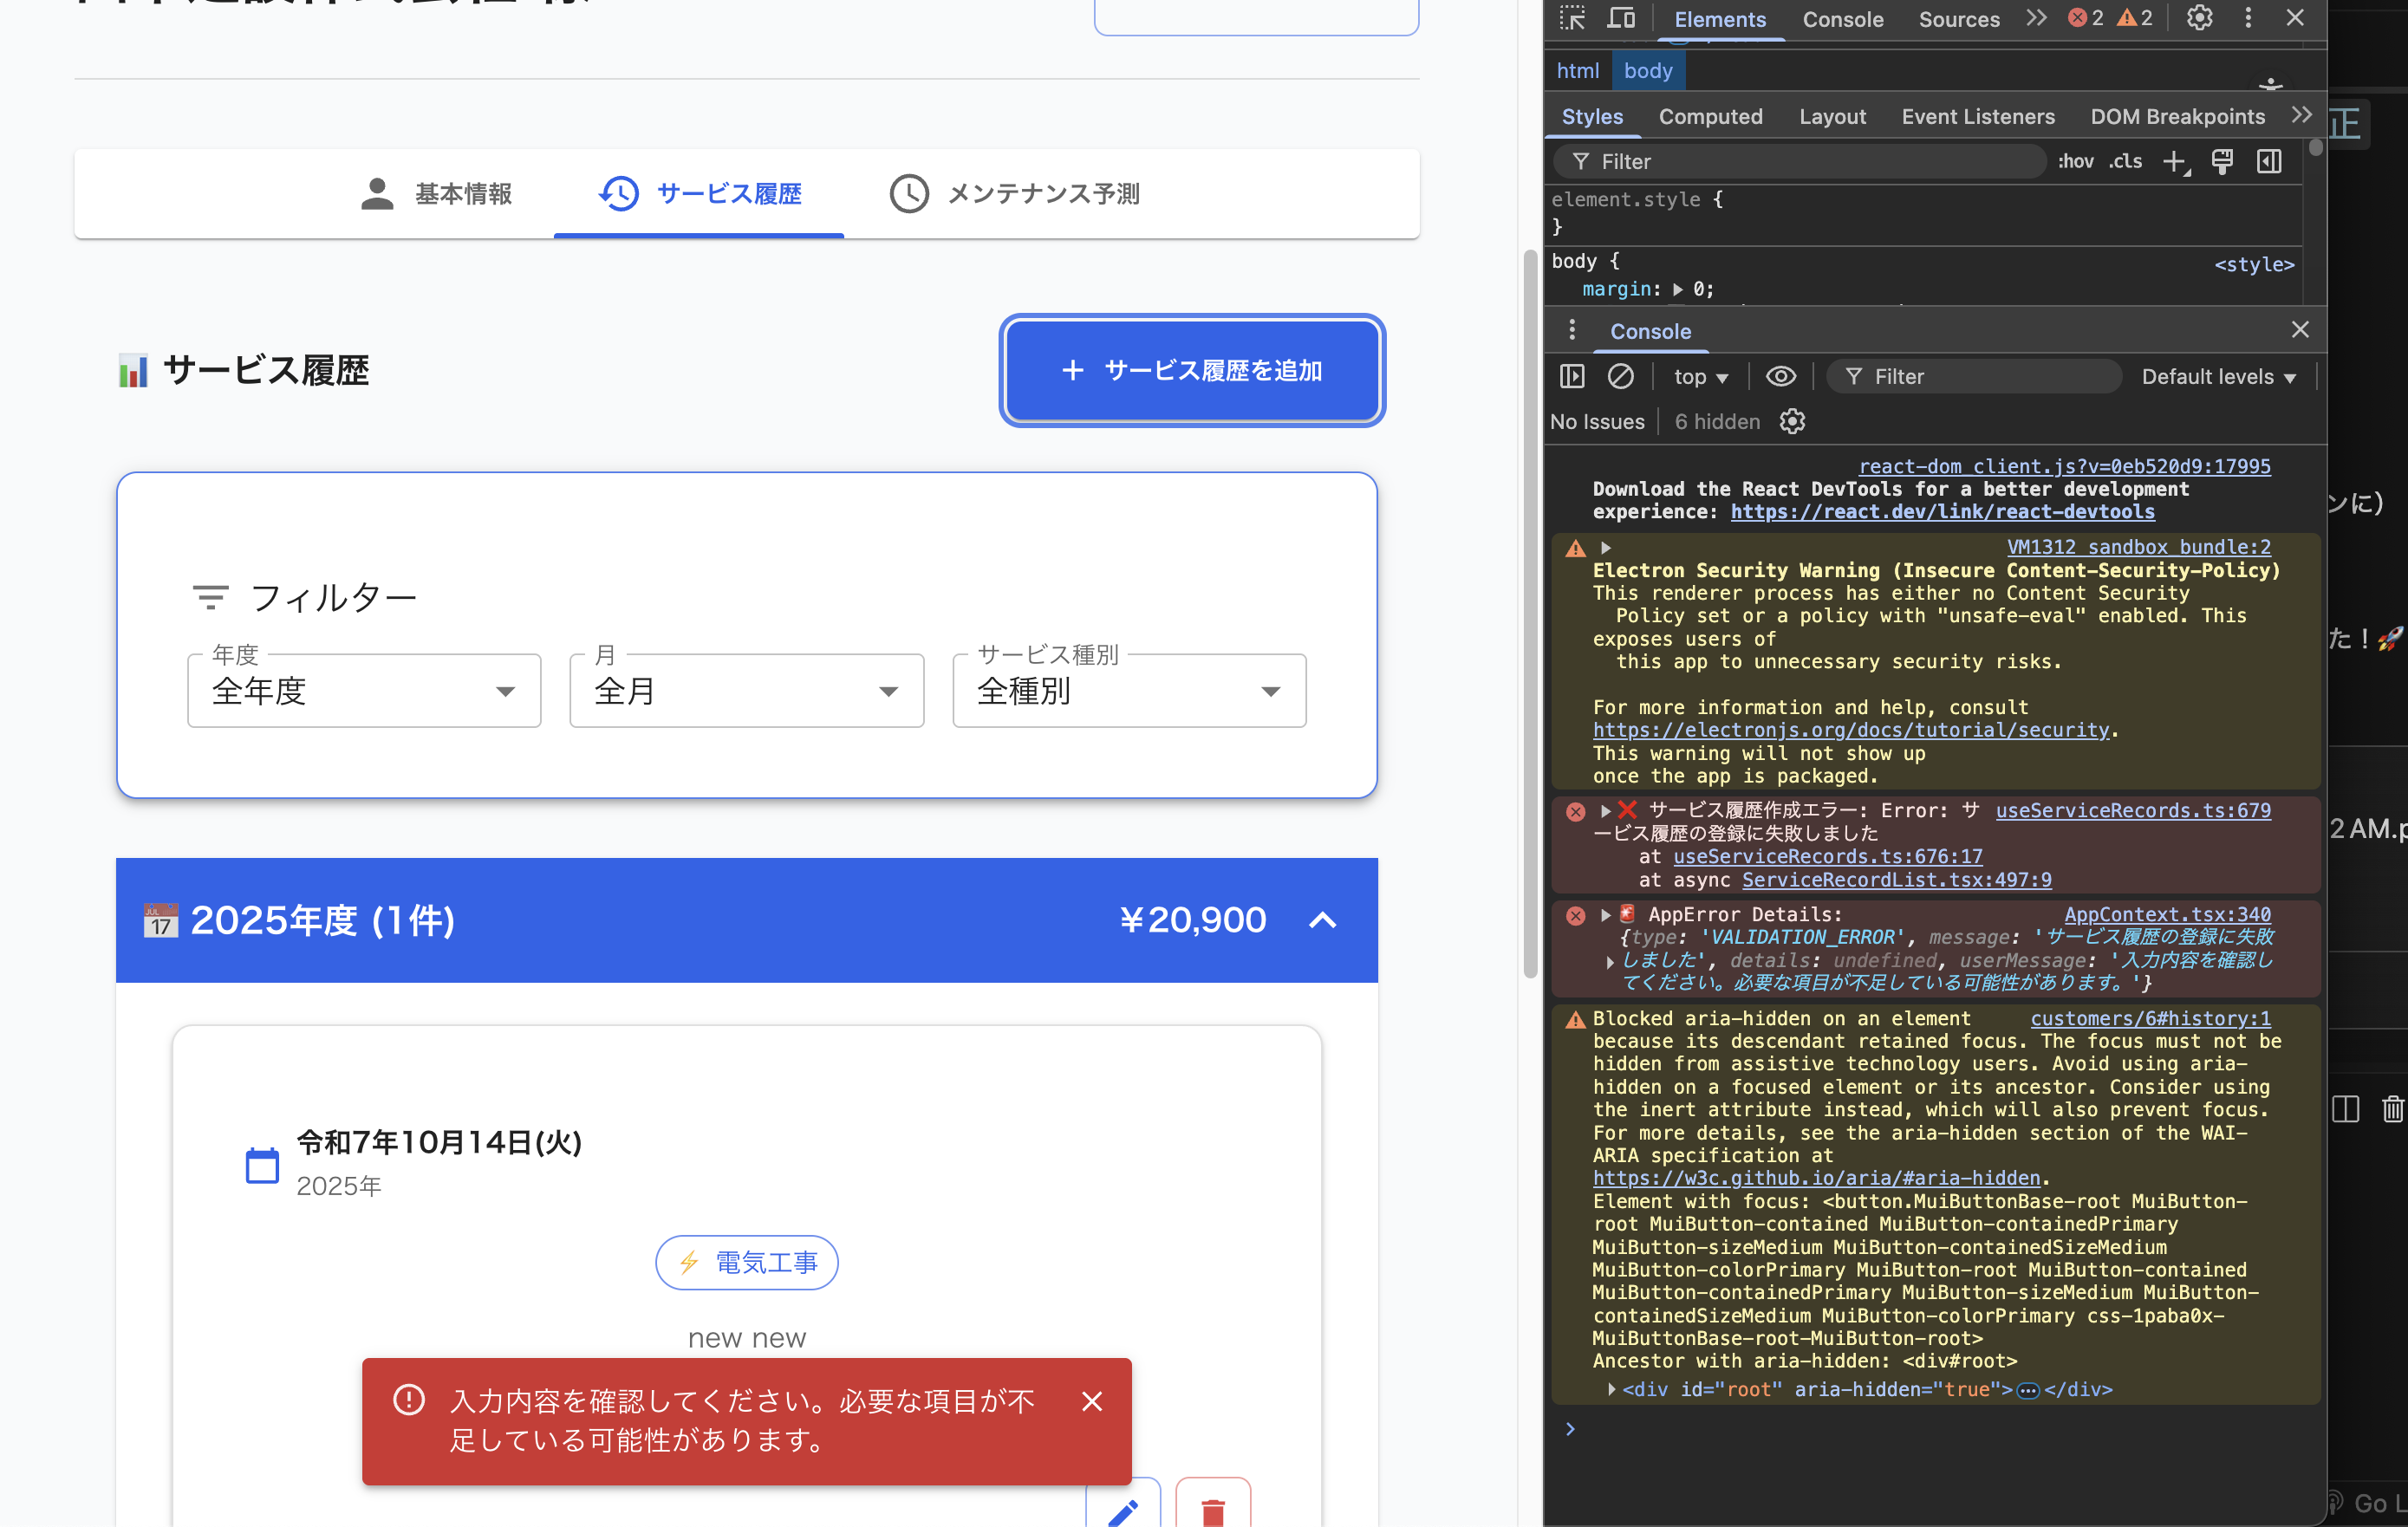 基本情報
サービス履歴
メンテナンス予測
サービス履歴
+ サービス履歴を追加
フィルター
年度
全年度
月
全月
サービス種別
全種別
JUL
17
2025年度 (1件)
¥20,900
令和7年10月14日(火)
2025年
電気工事
new new
入力内容を確認してください。必要な項目が不
足している可能性があります。
Elements
Console
Sources
2
2
html
body
Styles
Computed
Layout
Event Listeners
DOM Breakpoints
Filter
:hov
.cls
element.style {
}
body {
<style>
margin: ▶ 0;
Console
top
Filter
Default levels
No Issues
6 hidden
react-dom_client.js?v=0eb520d9:17995
Download the React DevTools for a better development
experience: https://react.dev/link/react-devtools
VM1312 sandbox_bundle:2
Electron Security Warning (Insecure Content-Security-Policy)
This renderer process has either no Content Security
Policy set or a policy with "unsafe-eval" enabled. This
exposes users of
this app to unnecessary security risks.
For more information and help, consult
https://electronjs.org/docs/tutorial/security.
This warning will not show up
once the app is packaged.
❌ サービス履歴作成エラー: Error: サ
useServiceRecords.ts:679
ービス履歴の登録に失敗しました
at useServiceRecords.ts:676:17
at async ServiceRecordList.tsx:497:9
🚨 AppError Details:
AppContext.tsx:340
{type: 'VALIDATION_ERROR', message: 'サービス履歴の登録に失敗
しました', details: undefined, userMessage: '入力内容を確認し
てください。必要な項目が不足している可能性があります。'}
Blocked aria-hidden on an element
customers/6#history:1
because its descendant retained focus. The focus must not be
hidden from assistive technology users. Avoid using aria-
hidden on a focused element or its ancestor. Consider using
the inert attribute instead, which will also prevent focus.
For more details, see the aria-hidden section of the WAI-
ARIA specification at
https://w3c.github.io/aria/#aria-hidden.
Element with focus: <button.MuiButtonBase-root MuiButton-
root MuiButton-contained MuiButton-containedPrimary
MuiButton-sizeMedium MuiButton-containedSizeMedium
MuiButton-colorPrimary MuiButton-root MuiButton-contained
MuiButton-containedPrimary MuiButton-sizeMedium MuiButton-
containedSizeMedium MuiButton-colorPrimary css-1paba0x-
MuiButtonBase-root-MuiButton-root>
Ancestor with aria-hidden: <div#root>
<div id="root" aria-hidden="true">…</div>
正
ンに)
た!🚀
2 AM.p
Go L